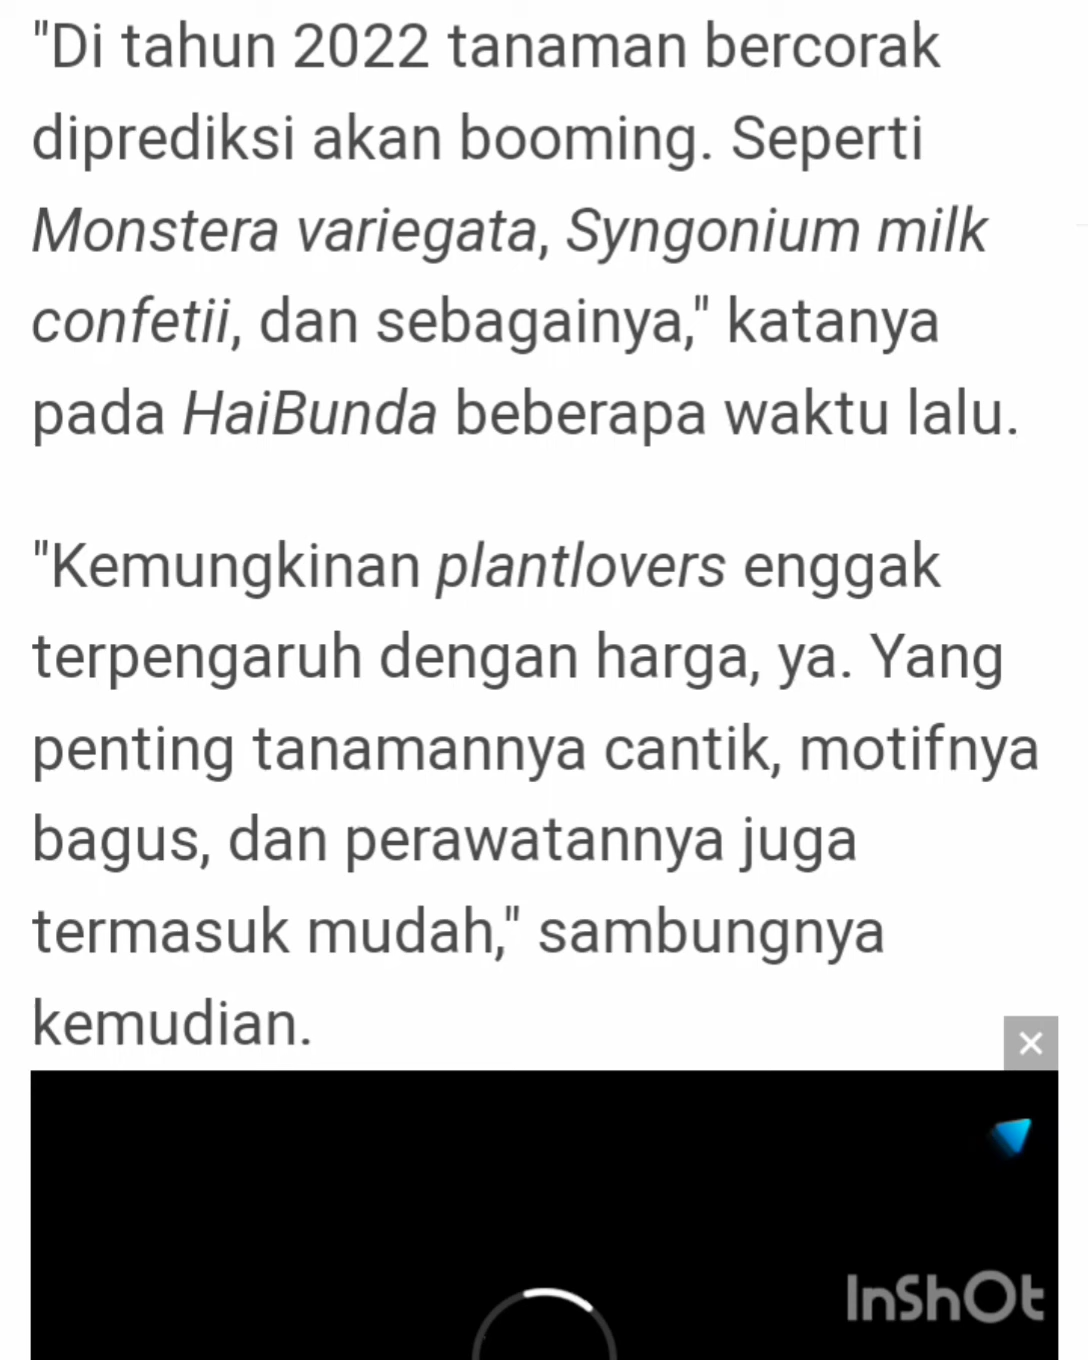 "Di tahun 2022 tanaman bercorak
diprediksi akan booming. Seperti
Monstera variegata, Syngonium milk
confetii, dan sebagainya," katanya
pada HaiBunda beberapa waktu lalu.
"Kemungkinan plantlovers enggak
terpengaruh dengan harga, ya. Yang
penting tanamannya cantik, motifnya
bagus, dan perawatannya juga
termasuk mudah," sambungnya
kemudian.
InShOt